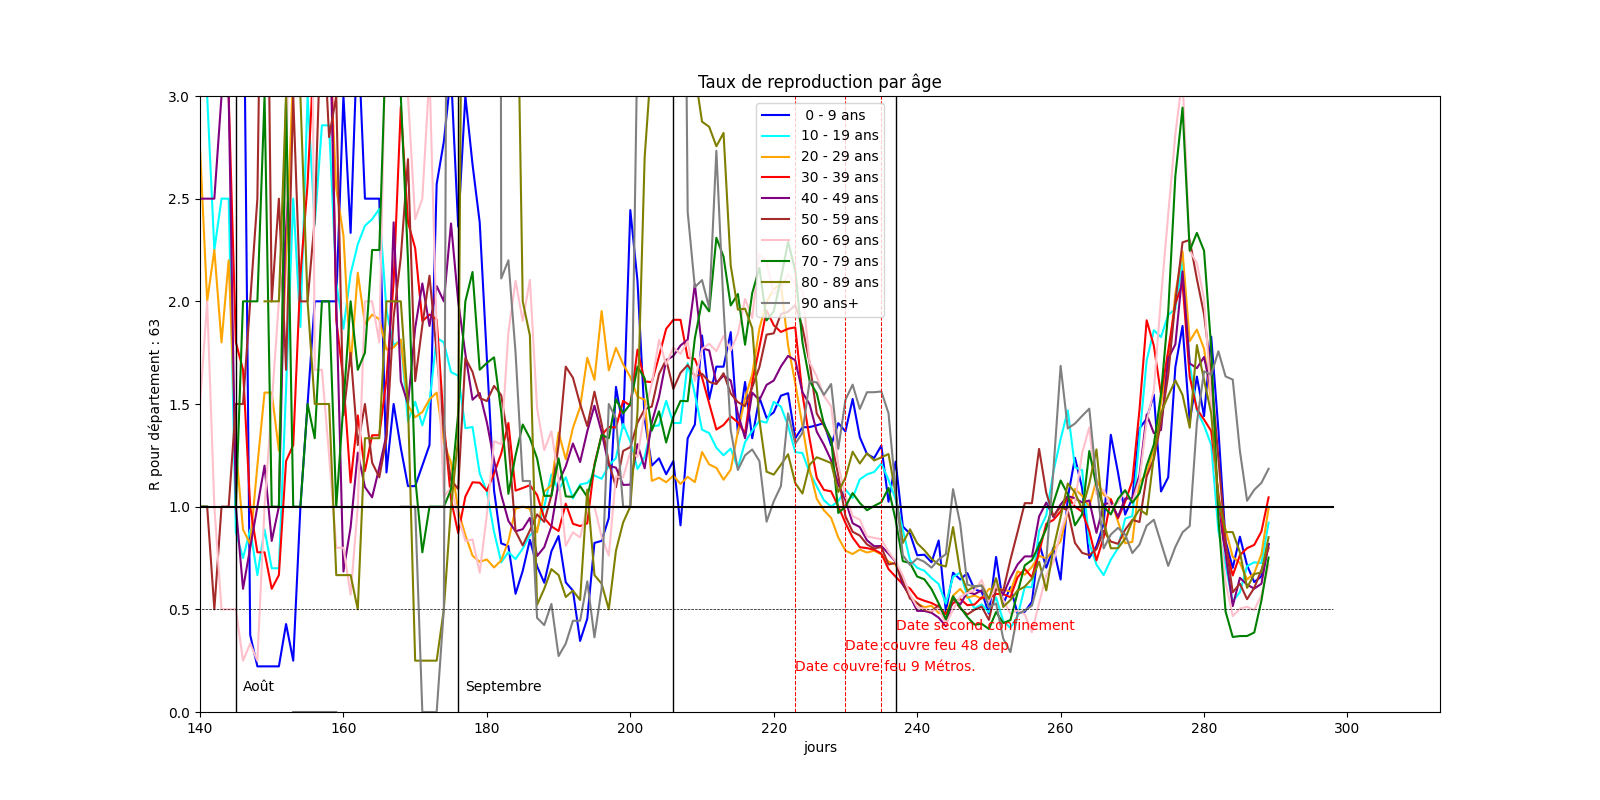 Taux de reproduction par âge
R pour département : 63
3.0
2.5
2.0
1.5
1.0
0.5
0.0
0 - 9 ans
10 - 19 ans
20 - 29 ans
30 - 39 ans
40 - 49 ans
50 - 59 ans
60 - 69 ans
70 - 79 ans
80 - 89 ans
90 ans+
Date second confinement
Date couvre feu 48 dep
Date couvre feu 9 Métros.
Août
Septembre
140 160 180 200 220 240 260 280 300
jours